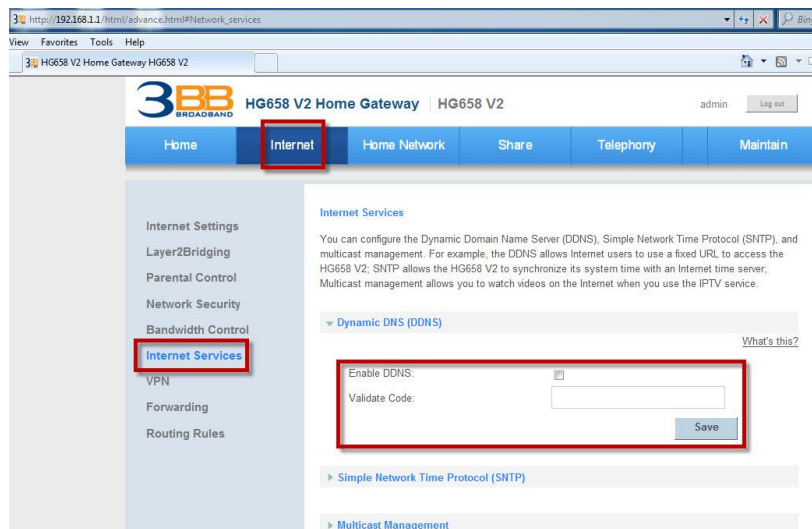 http://192.168.1.1/html/advance.html#Network_services
Bing
View Favorites Tools Help
HG658 V2 Home Gateway HG658 V2
3BB BROADBAND
HG658 V2 Home Gateway HG658 V2
admin Log out
Home Internet Home Network Share Telephony Maintain
Internet Settings
Layer2Bridging
Parental Control
Network Security
Bandwidth Control
Internet Services
VPN
Forwarding
Routing Rules
Internet Services
You can configure the Dynamic Domain Name Server (DDNS), Simple Network Time Protocol (SNTP), and
multicast management. For example, the DDNS allows Internet users to use a fixed URL to access the
HG658 V2; SNTP allows the HG658 V2 to synchronize its system time with an Internet time server;
Multicast management allows you to watch videos on the Internet when you use the IPTV service.
Dynamic DNS (DDNS)
What's this?
Enable DDNS:
Validate Code:
Save
Simple Network Time Protocol (SNTP)
Multicast Management